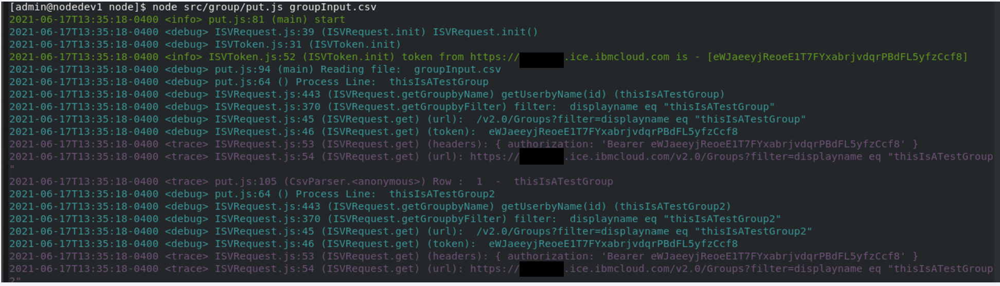 [admin@nodedev1 node]$ node src/group/put.js groupInput.csv
2021-06-17T13:35:18-0400 <info> put.js:81 (main) start
2021-06-17T13:35:18-0400 <debug> ISVRequest.js:39 (ISVRequest.init) ISVRequest.init()
2021-06-17T13:35:18-0400 <debug> ISVToken.js:31 (ISVToken.init)
2021-06-17T13:35:18-0400 <info> ISVToken.js:52 (ISVToken.init) token from https:// .ice.ibmcloud.com is - [eWJaeeyjReoeE1T7FYxabrjvdqrPBdFL5yfzCcf8]
2021-06-17T13:35:18-0400 <debug> put.js:94 (main) Reading file:  groupInput.csv
2021-06-17T13:35:18-0400 <debug> put.js:64 () Process Line:  thisIsATestGroup
2021-06-17T13:35:18-0400 <debug> ISVRequest.js:443 (ISVRequest.getGroupbyName) getUserbyName(id) (thisIsATestGroup)
2021-06-17T13:35:18-0400 <debug> ISVRequest.js:370 (ISVRequest.getGroupbyFilter) filter:  displayname eq "thisIsATestGroup"
2021-06-17T13:35:18-0400 <debug> ISVRequest.js:45 (ISVRequest.get) (url):  /v2.0/Groups?filter=displayname eq "thisIsATestGroup"
2021-06-17T13:35:18-0400 <debug> ISVRequest.js:46 (ISVRequest.get) (token):  eWJaeeyjReoeE1T7FYxabrjvdqrPBdFL5yfzCcf8
2021-06-17T13:35:18-0400 <trace> ISVRequest.js:53 (ISVRequest.get) (headers): { authorization: 'Bearer eWJaeeyjReoeE1T7FYxabrjvdqrPBdFL5yfzCcf8' }
2021-06-17T13:35:18-0400 <trace> ISVRequest.js:54 (ISVRequest.get) (url): https:// .ice.ibmcloud.com/v2.0/Groups?filter=displayname eq "thisIsATestGroup
"
2021-06-17T13:35:18-0400 <trace> put.js:105 (CsvParser.<anonymous>) Row :  1  -  thisIsATestGroup
2021-06-17T13:35:18-0400 <debug> put.js:64 () Process Line:  thisIsATestGroup2
2021-06-17T13:35:18-0400 <debug> ISVRequest.js:443 (ISVRequest.getGroupbyName) getUserbyName(id) (thisIsATestGroup2)
2021-06-17T13:35:18-0400 <debug> ISVRequest.js:370 (ISVRequest.getGroupbyFilter) filter:  displayname eq "thisIsATestGroup2"
2021-06-17T13:35:18-0400 <debug> ISVRequest.js:45 (ISVRequest.get) (url):  /v2.0/Groups?filter=displayname eq "thisIsATestGroup2"
2021-06-17T13:35:18-0400 <debug> ISVRequest.js:46 (ISVRequest.get) (token):  eWJaeeyjReoeE1T7FYxabrjvdqrPBdFL5yfzCcf8
2021-06-17T13:35:18-0400 <trace> ISVRequest.js:53 (ISVRequest.get) (headers): { authorization: 'Bearer eWJaeeyjReoeE1T7FYxabrjvdqrPBdFL5yfzCcf8' }
2021-06-17T13:35:18-0400 <trace> ISVRequest.js:54 (ISVRequest.get) (url): https:// .ice.ibmcloud.com/v2.0/Groups?filter=displayname eq "thisIsATestGroup
2"